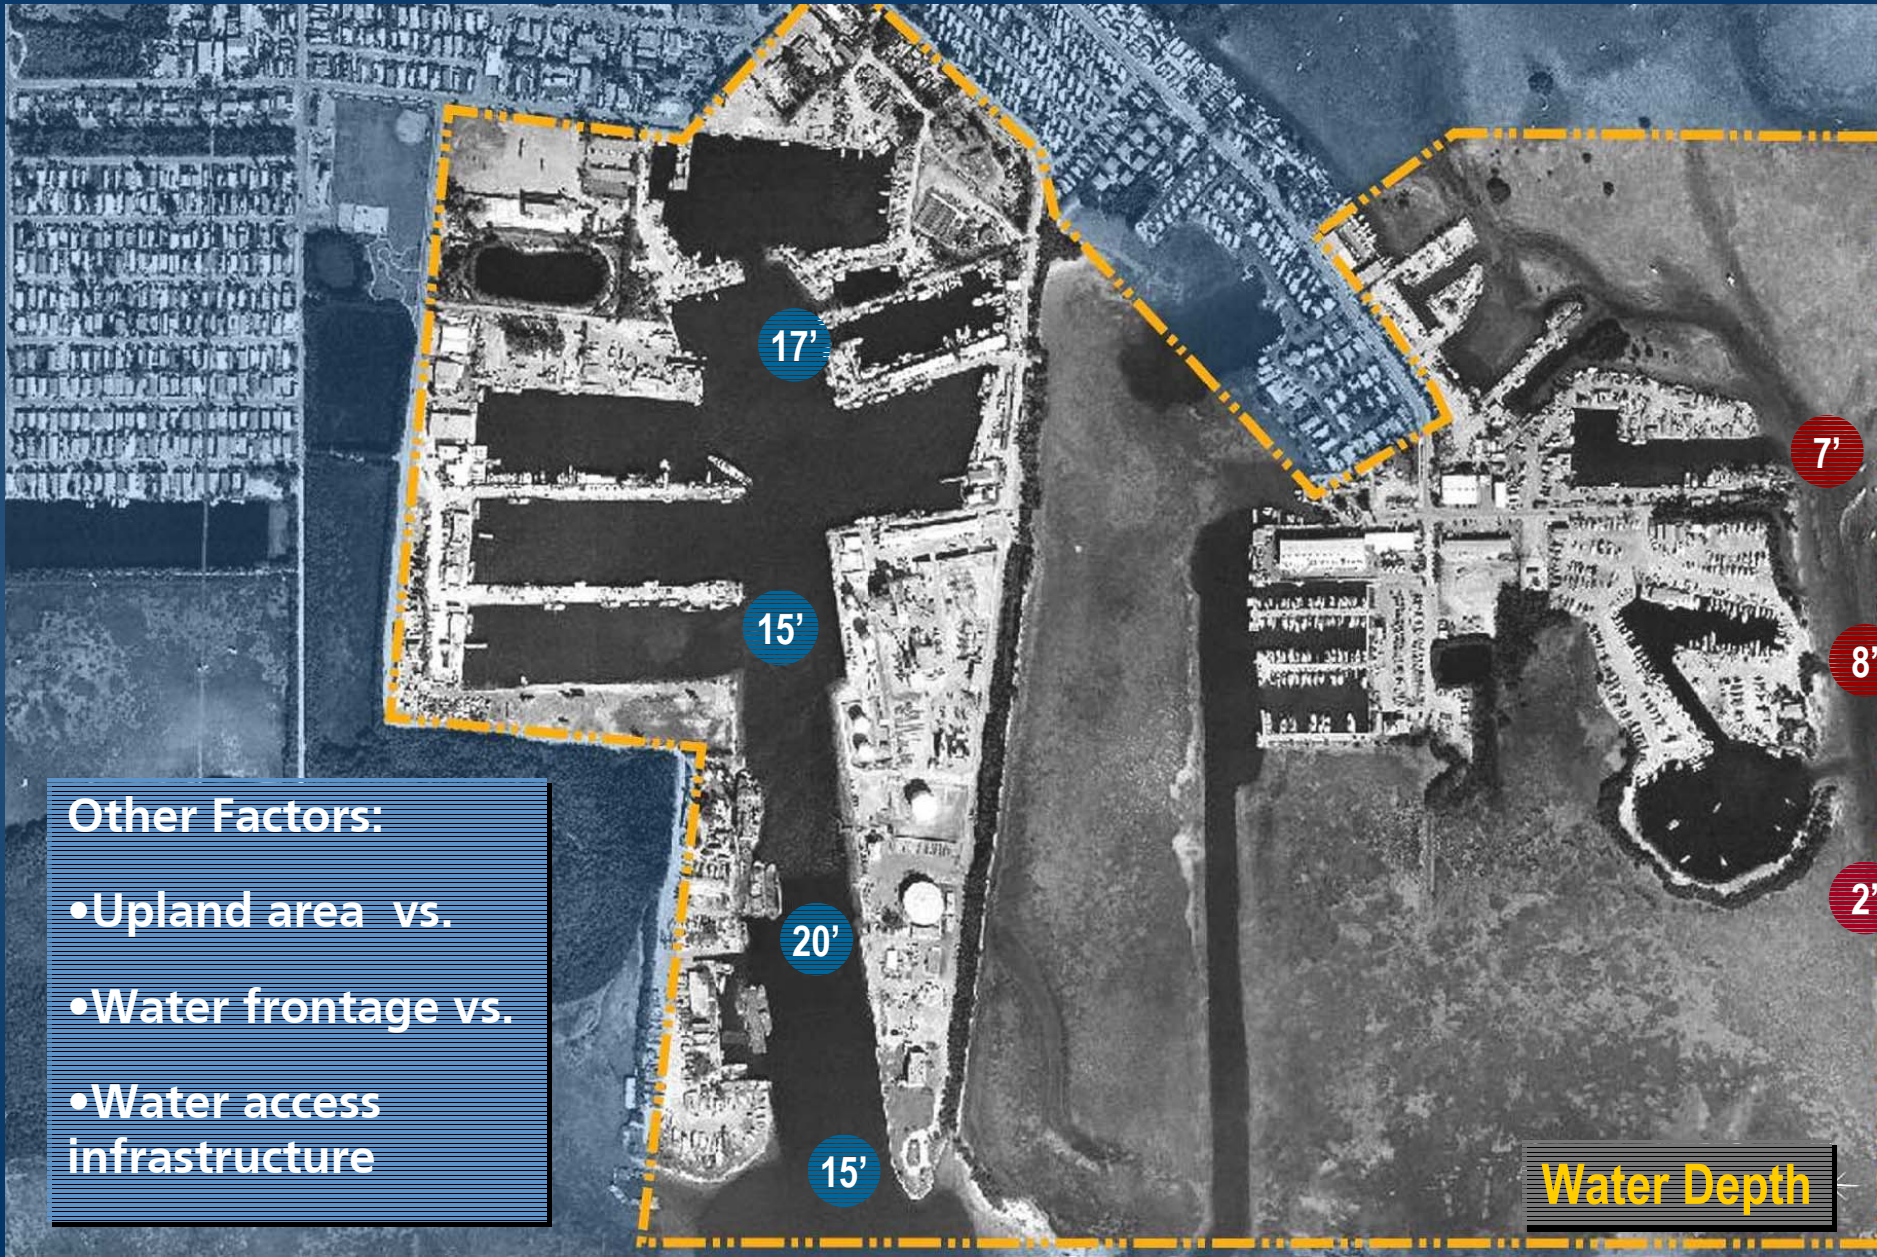 17’
7’
15’
8’
Other Factors:
•Upland area vs.
•Water frontage vs.
•Water access
infrastructure
2’
20’
15’
Water Depth